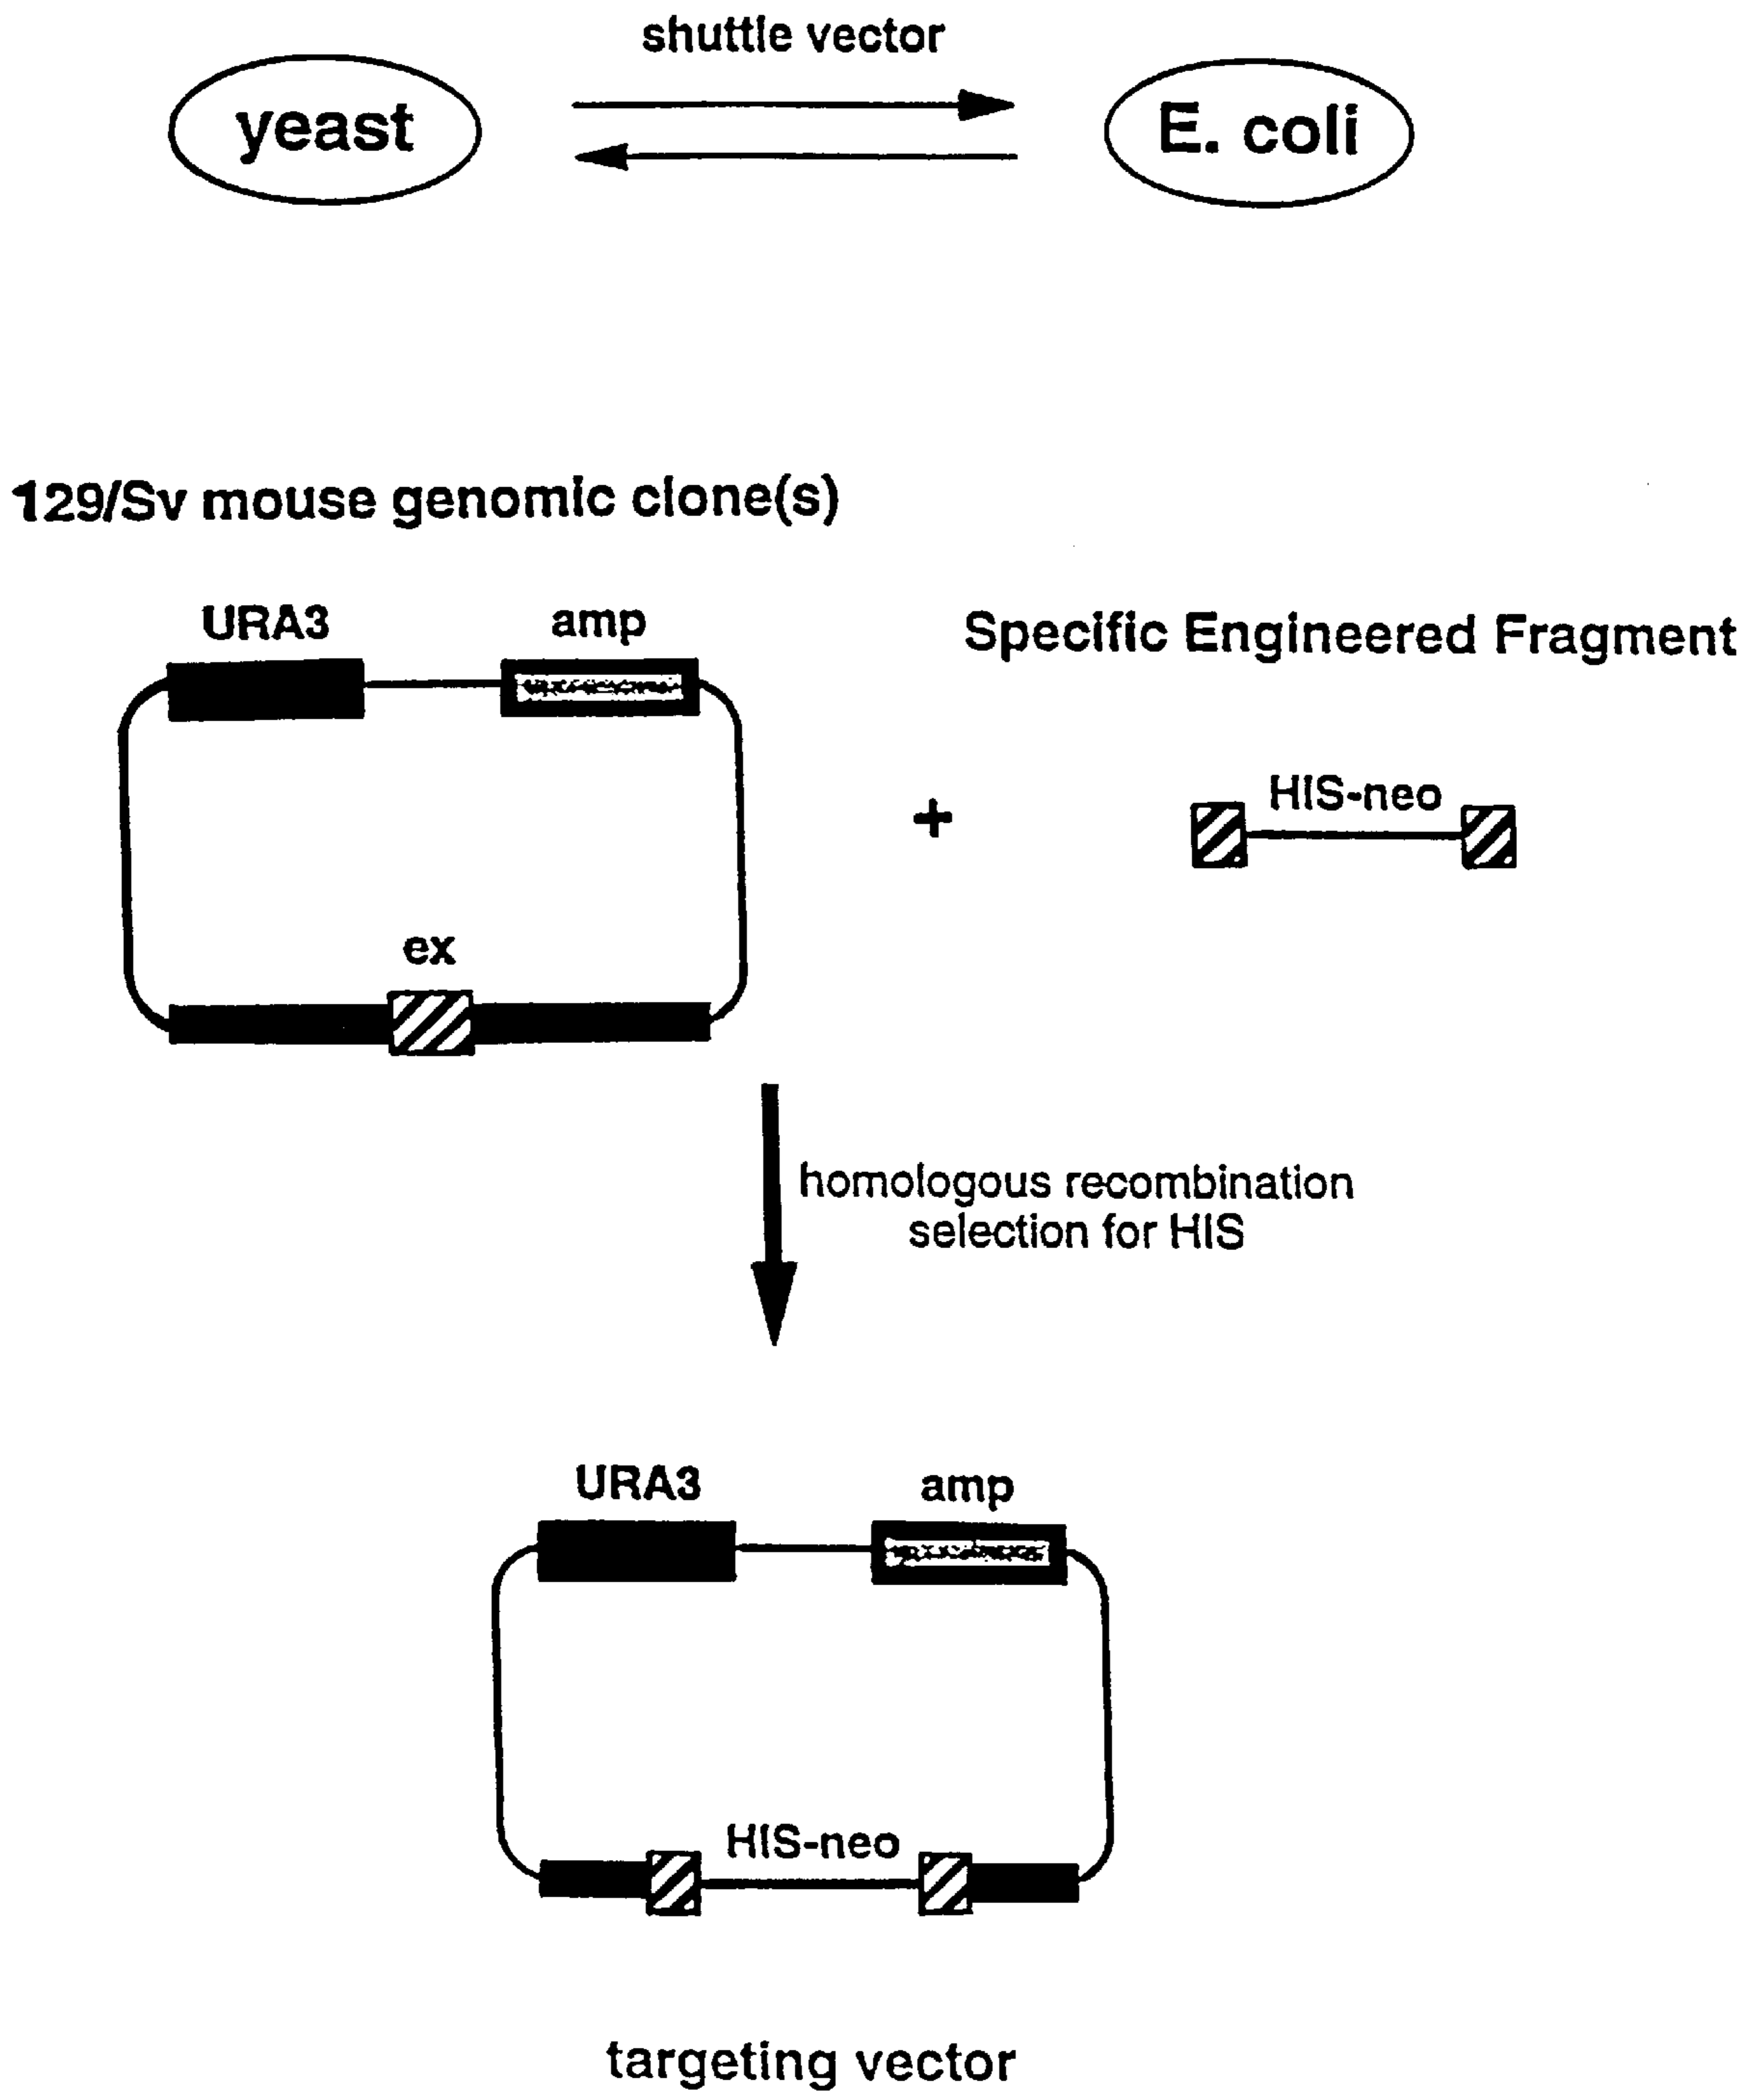 shuttle vector
yeast
E. coli
129/Sv mouse genomic clone(s)
URA3
amp
Specific Engineered Fragment
+
HIS-neo
ex
homologous recombination
selection for HIS
URA3
amp
HIS-neo
targeting vector